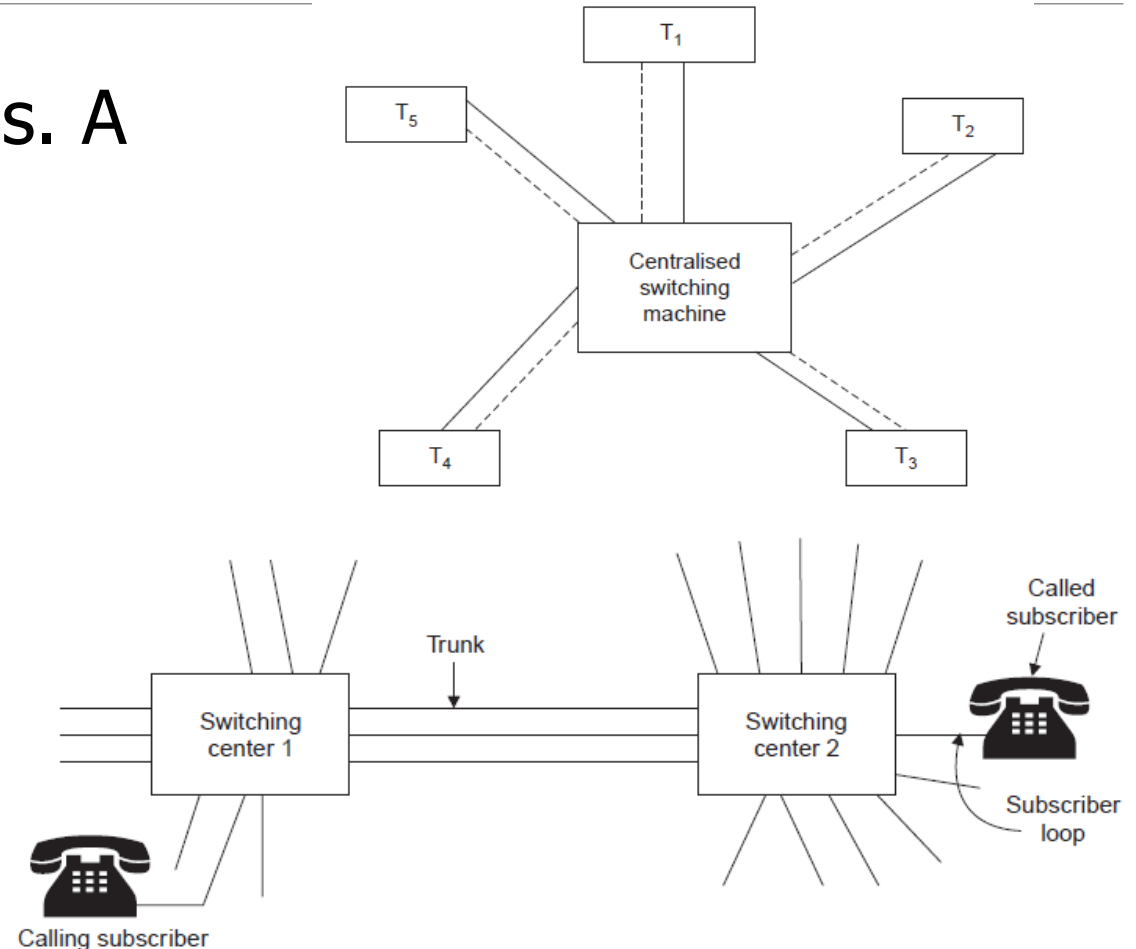 s. A
T₁
T₅
T₂
Centralised
switching
machine
T₄
T₃
Called
subscriber
Trunk
Switching
center 1
Switching
center 2
Subscriber
loop
Calling subscriber